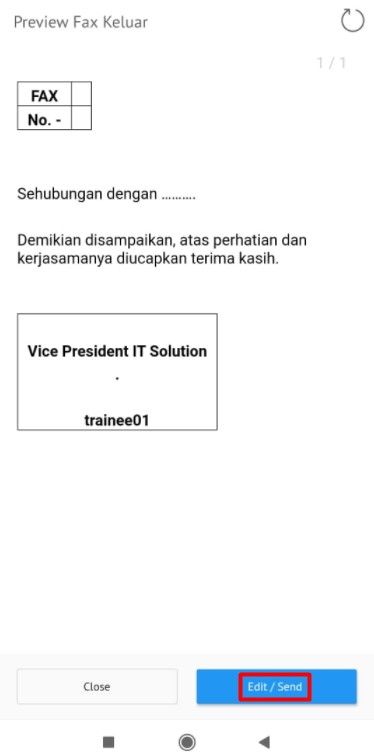 Preview Fax Keluar
1 / 1
FAX
No. -
Sehubungan dengan ..........
Demikian disampaikan, atas perhatian dan
kerjasamanya diucapkan terima kasih.
Vice President IT Solution
.
trainee01
Close
Edit / Send